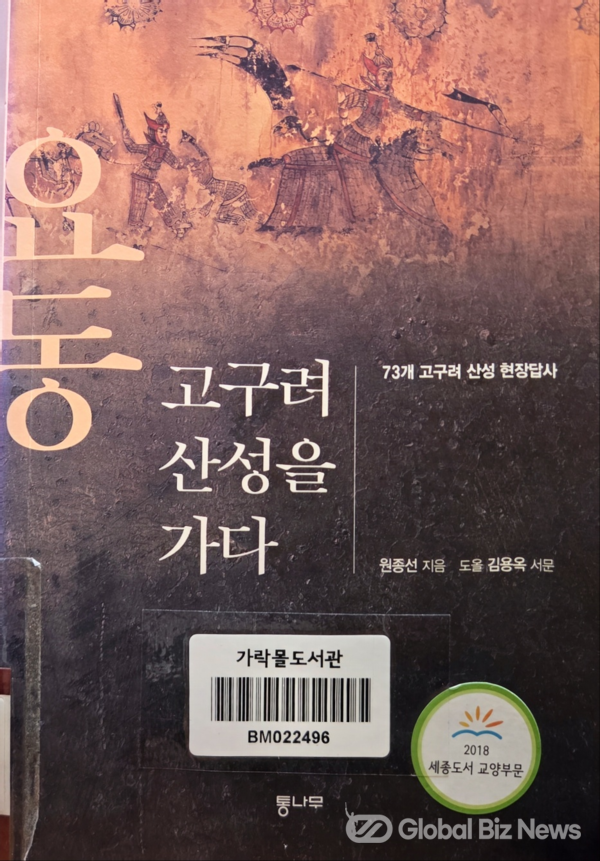 요동
고구려
산성을
가다
73개 고구려 산성 현장답사
원종선 지음 도올 김용옥 서문
가락몰도서관
BM022496
2018
세종도서 교양부문
통나무
Global Biz News